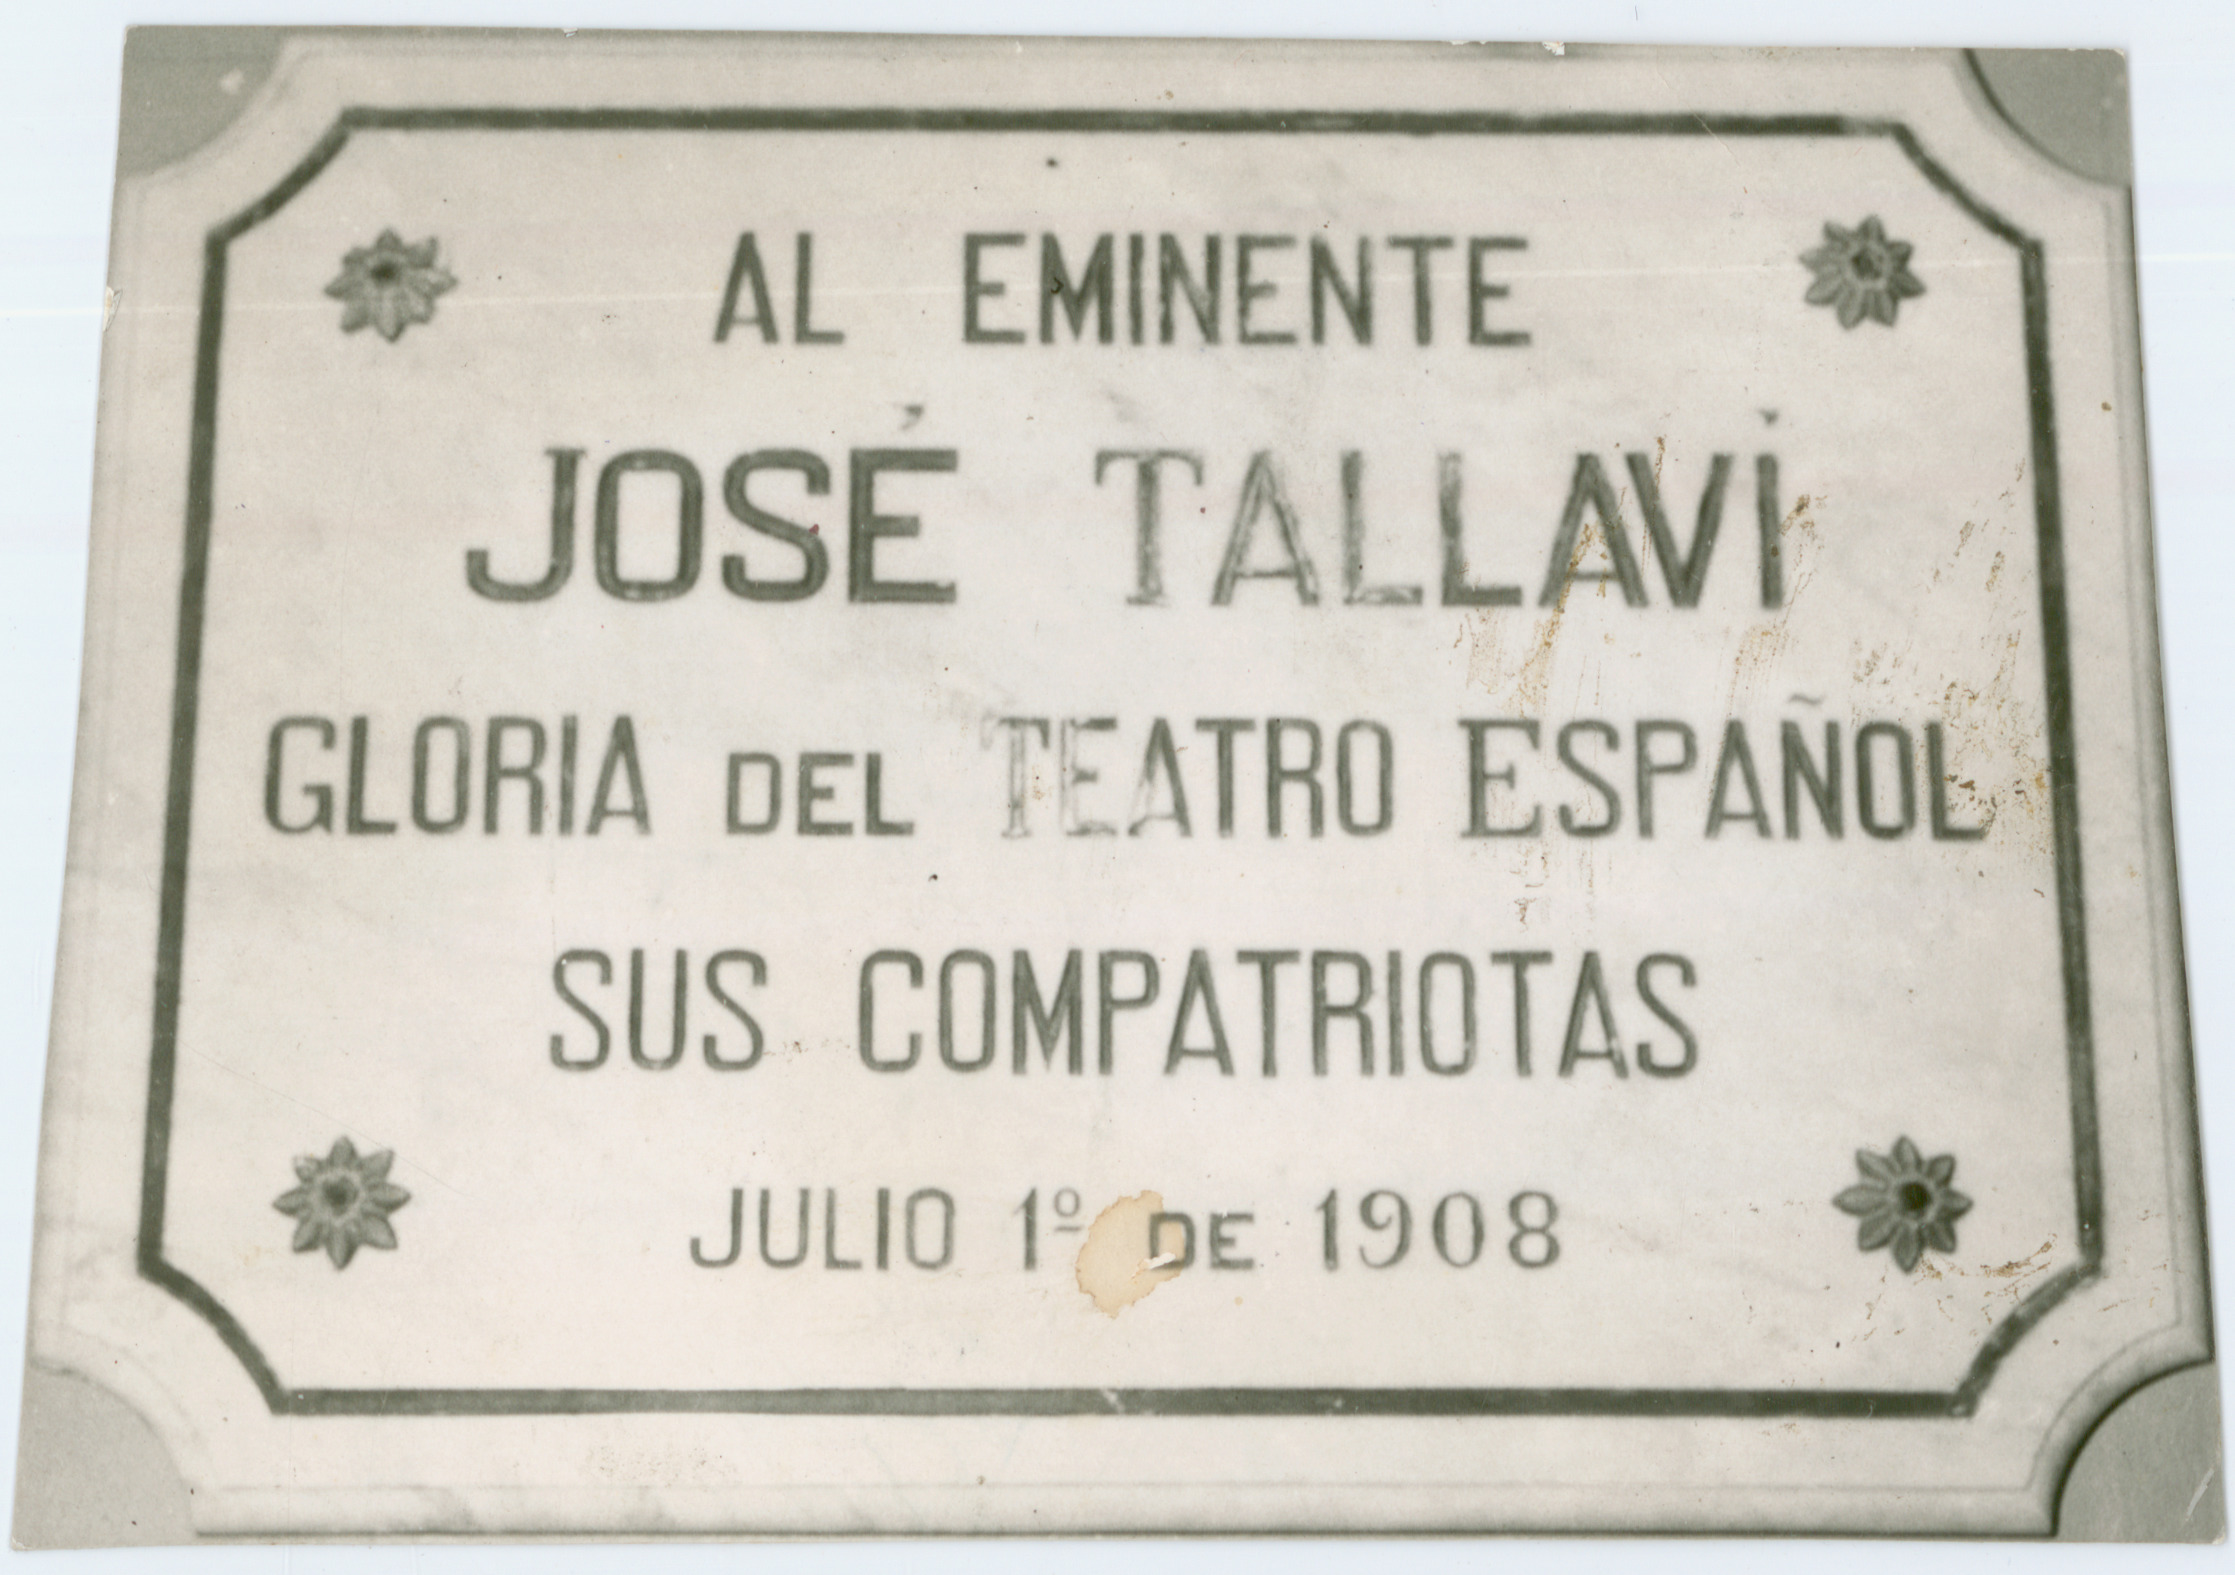 AL EMINENTE
JOSÉ TALLAVÍ
GLORIA DEL TEATRO ESPAÑOL
SUS COMPATRIOTAS
JULIO 1º DE 1908